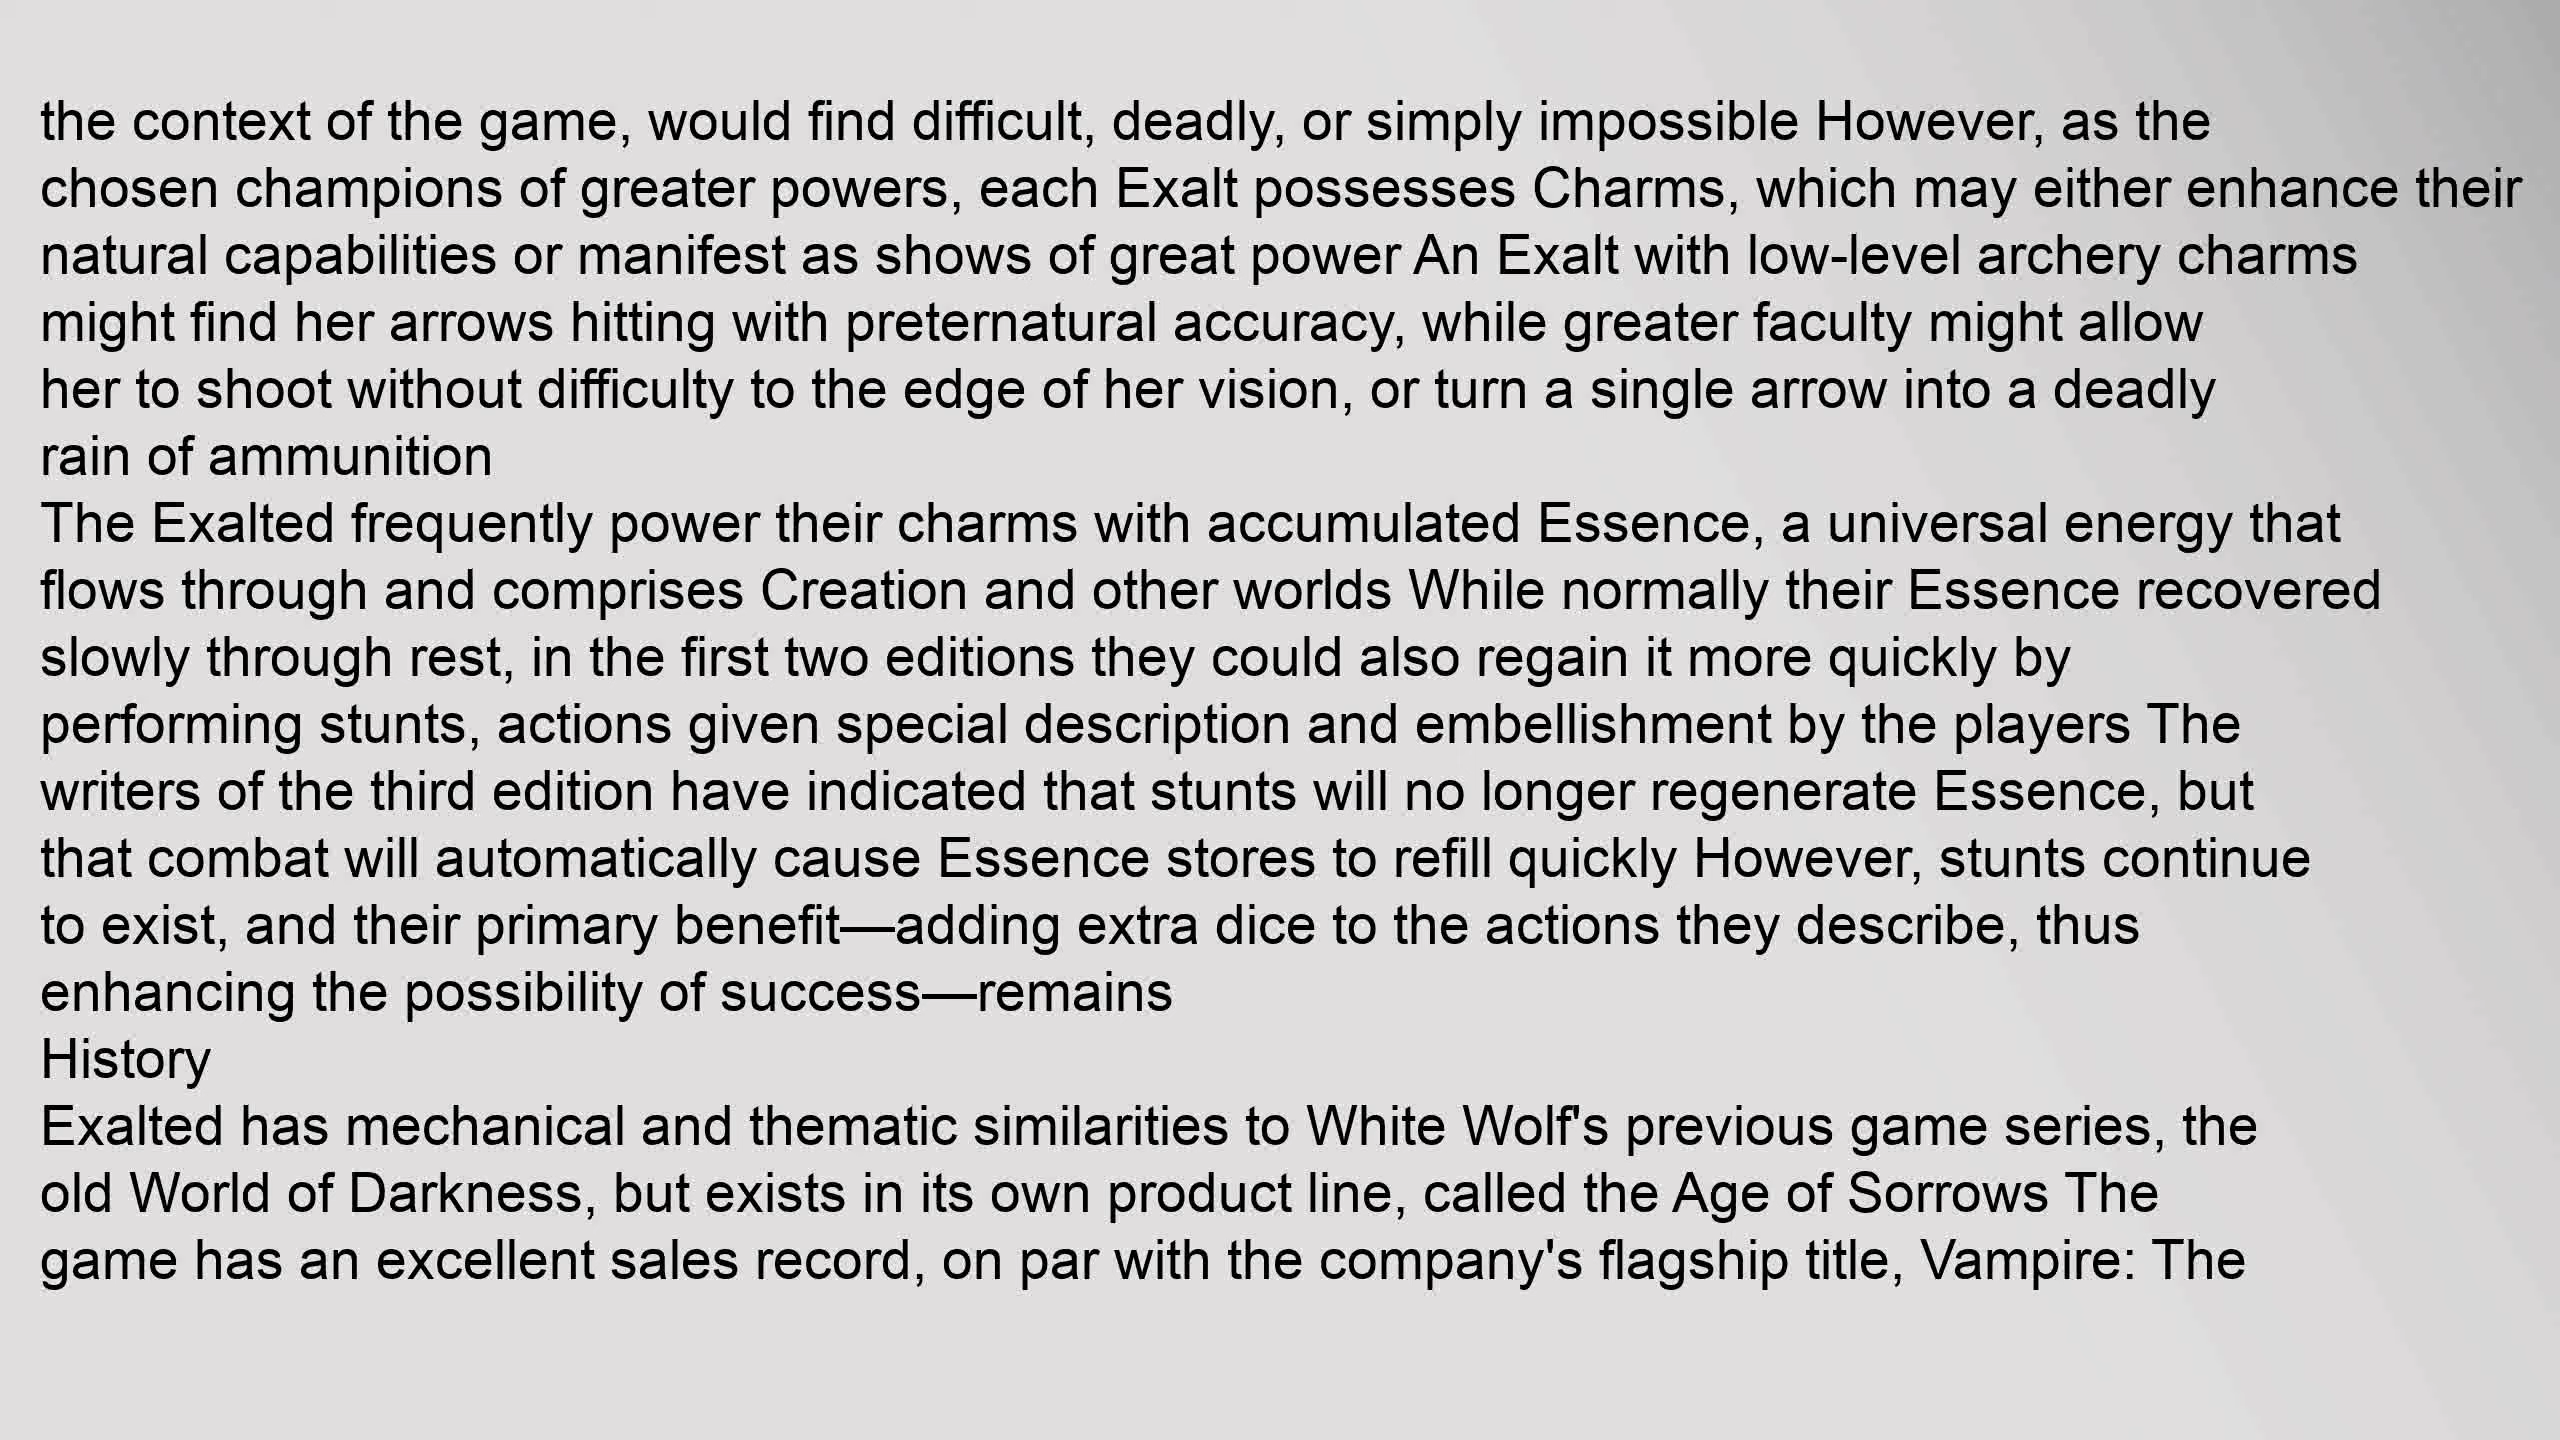 the context of the game, would find difficult, deadly, or simply impossible However, as the
chosen champions of greater powers, each Exalt possesses Charms, which may either enhance their
natural capabilities or manifest as shows of great power An Exalt with low-level archery charms
might find her arrows hitting with preternatural accuracy, while greater faculty might allow
her to shoot without difficulty to the edge of her vision, or turn a single arrow into a deadly
rain of ammunition
The Exalted frequently power their charms with accumulated Essence, a universal energy that
flows through and comprises Creation and other worlds While normally their Essence recovered
slowly through rest, in the first two editions they could also regain it more quickly by
performing stunts, actions given special description and embellishment by the players The
writers of the third edition have indicated that stunts will no longer regenerate Essence, but
that combat will automatically cause Essence stores to refill quickly However, stunts continue
to exist, and their primary benefit—adding extra dice to the actions they describe, thus
enhancing the possibility of success—remains
History
Exalted has mechanical and thematic similarities to White Wolf's previous game series, the
old World of Darkness, but exists in its own product line, called the Age of Sorrows The
game has an excellent sales record, on par with the company's flagship title, Vampire: The